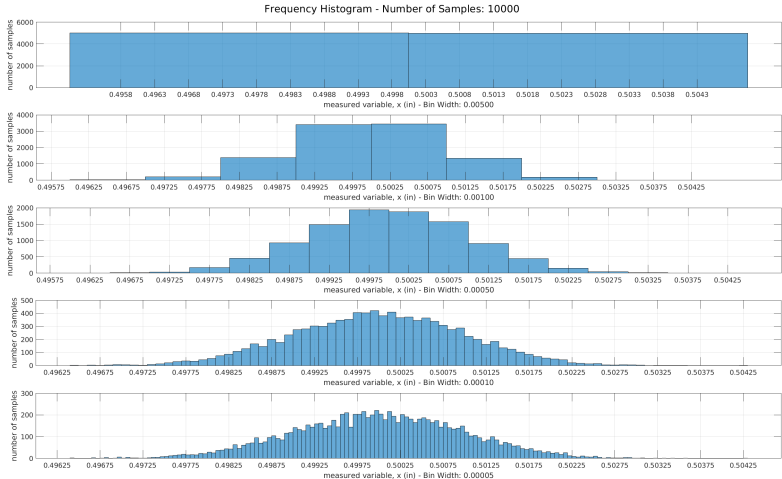 Frequency Histogram - Number of Samples: 10000
number of samples
6000
4000
2000
0
0.4958 0.4963 0.4968 0.4973 0.4978 0.4983 0.4988 0.4993 0.4998 0.5003 0.5008 0.5013 0.5018 0.5023 0.5028 0.5033 0.5038 0.5043
measured variable, x (in) - Bin Width: 0.00500
number of samples
4000
3000
2000
1000
0
0.49575 0.49625 0.49675 0.49725 0.49775 0.49825 0.49875 0.49925 0.49975 0.50025 0.50075 0.50125 0.50175 0.50225 0.50275 0.50325 0.50375 0.50425
measured variable, x (in) - Bin Width: 0.00100
number of samples
2000
1500
1000
500
0
0.49575 0.49625 0.49675 0.49725 0.49775 0.49825 0.49875 0.49925 0.49975 0.50025 0.50075 0.50125 0.50175 0.50225 0.50275 0.50325 0.50375 0.50425
measured variable, x (in) - Bin Width: 0.00050
number of samples
500
400
300
200
100
0
0.49625 0.49675 0.49725 0.49775 0.49825 0.49875 0.49925 0.49975 0.50025 0.50075 0.50125 0.50175 0.50225 0.50275 0.50325 0.50375 0.50425
measured variable, x (in) - Bin Width: 0.00010
number of samples
300
200
100
0
0.49625 0.49675 0.49725 0.49775 0.49825 0.49875 0.49925 0.49975 0.50025 0.50075 0.50125 0.50175 0.50225 0.50275 0.50325 0.50375 0.50425
measured variable, x (in) - Bin Width: 0.00005